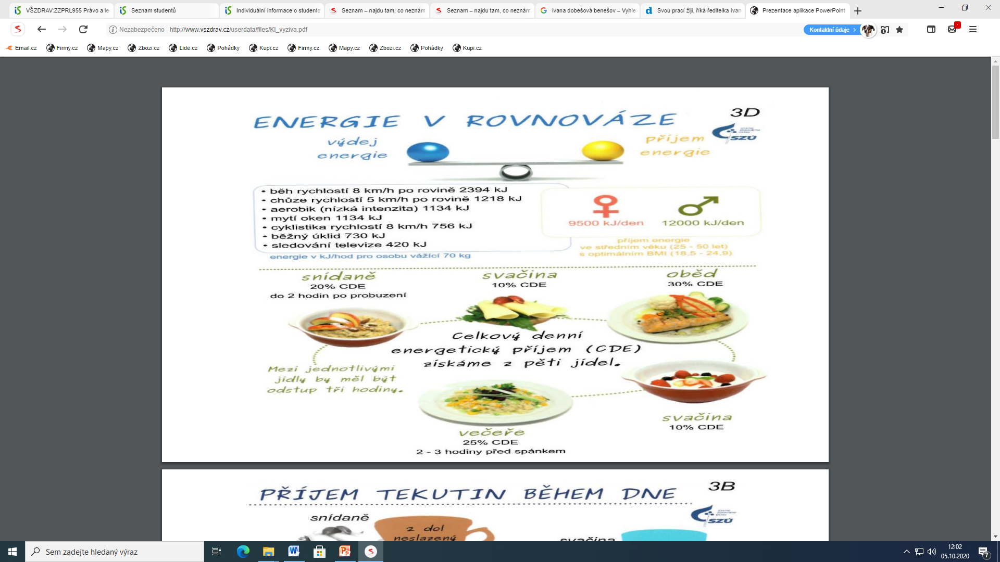 VŠZDRAV:ZZPRL955 Právo a le
Seznam studentů
Individuální informace o studento
Seznam – najdu tam, co neznám
Seznam – najdu tam, co neznám
ivana dobešová benešov – Vyhle
Svou prací žiji, říká ředitelka Ivan
Prezentace aplikace PowerPoint
Nezabezpečeno http://www.vszdrav.cz/userdata/files/KI_vyziva.pdf
Kontaktní údaje
Email.cz Firmy.cz Mapy.cz Zbozi.cz Lide.cz Pohádky Kupi.cz Firmy.cz Mapy.cz Zbozi.cz Pohádky Kupi.cz
3D
ENERGIE V ROVNOVÁZE
SZÚ
výdej
energie
příjem
energie
• běh rychlostí 8 km/h po rovině 2394 kJ
• chůze rychlostí 5 km/h po rovině 1218 kJ
• aerobik (nízká intenzita) 1134 kJ
• mytí oken 1134 kJ
• cyklistika rychlostí 8 km/h 756 kJ
• běžný úklid 730 kJ
• sledování televize 420 kJ
energie v kJ/hod pro osobu vážící 70 kg
9500 kJ/den
12000 kJ/den
příjem energie
ve středním věku (25 - 50 let)
s optimálním BMI (18,5 - 24,9)
snídaně
20% CDE
do 2 hodin po probuzení
svačina
10% CDE
oběd
30% CDE
Celkový denní
energetický příjem (CDE)
získáme z pěti jídel.
Mezi jednotlivými
jídly by měl být
odstup tři hodiny.
svačina
10% CDE
večeře
25% CDE
2 - 3 hodiny před spánkem
3B
PŘÍJEM TEKUTIN BĚHEM DNE
SZÚ
snídaně
2 dcl
neslazený
svačina
Sem zadejte hledaný výraz
12:02
05.10.2020
7